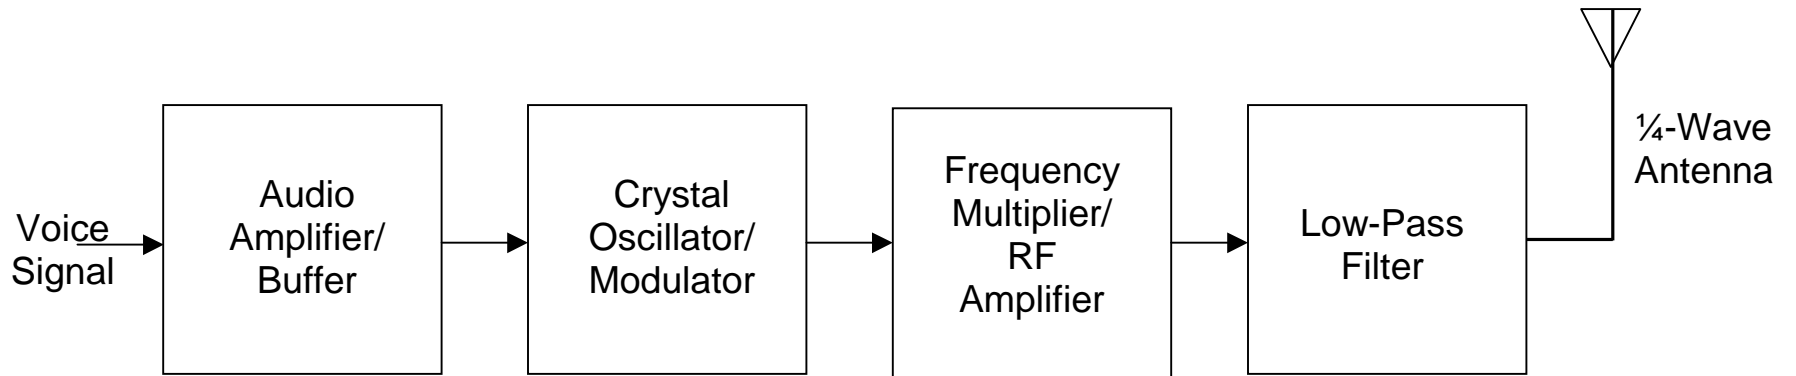 Voice
Signal
Audio
Amplifier/
Buffer
Crystal
Oscillator/
Modulator
Frequency
Multiplier/
RF
Amplifier
Low-Pass
Filter
¼-Wave
Antenna